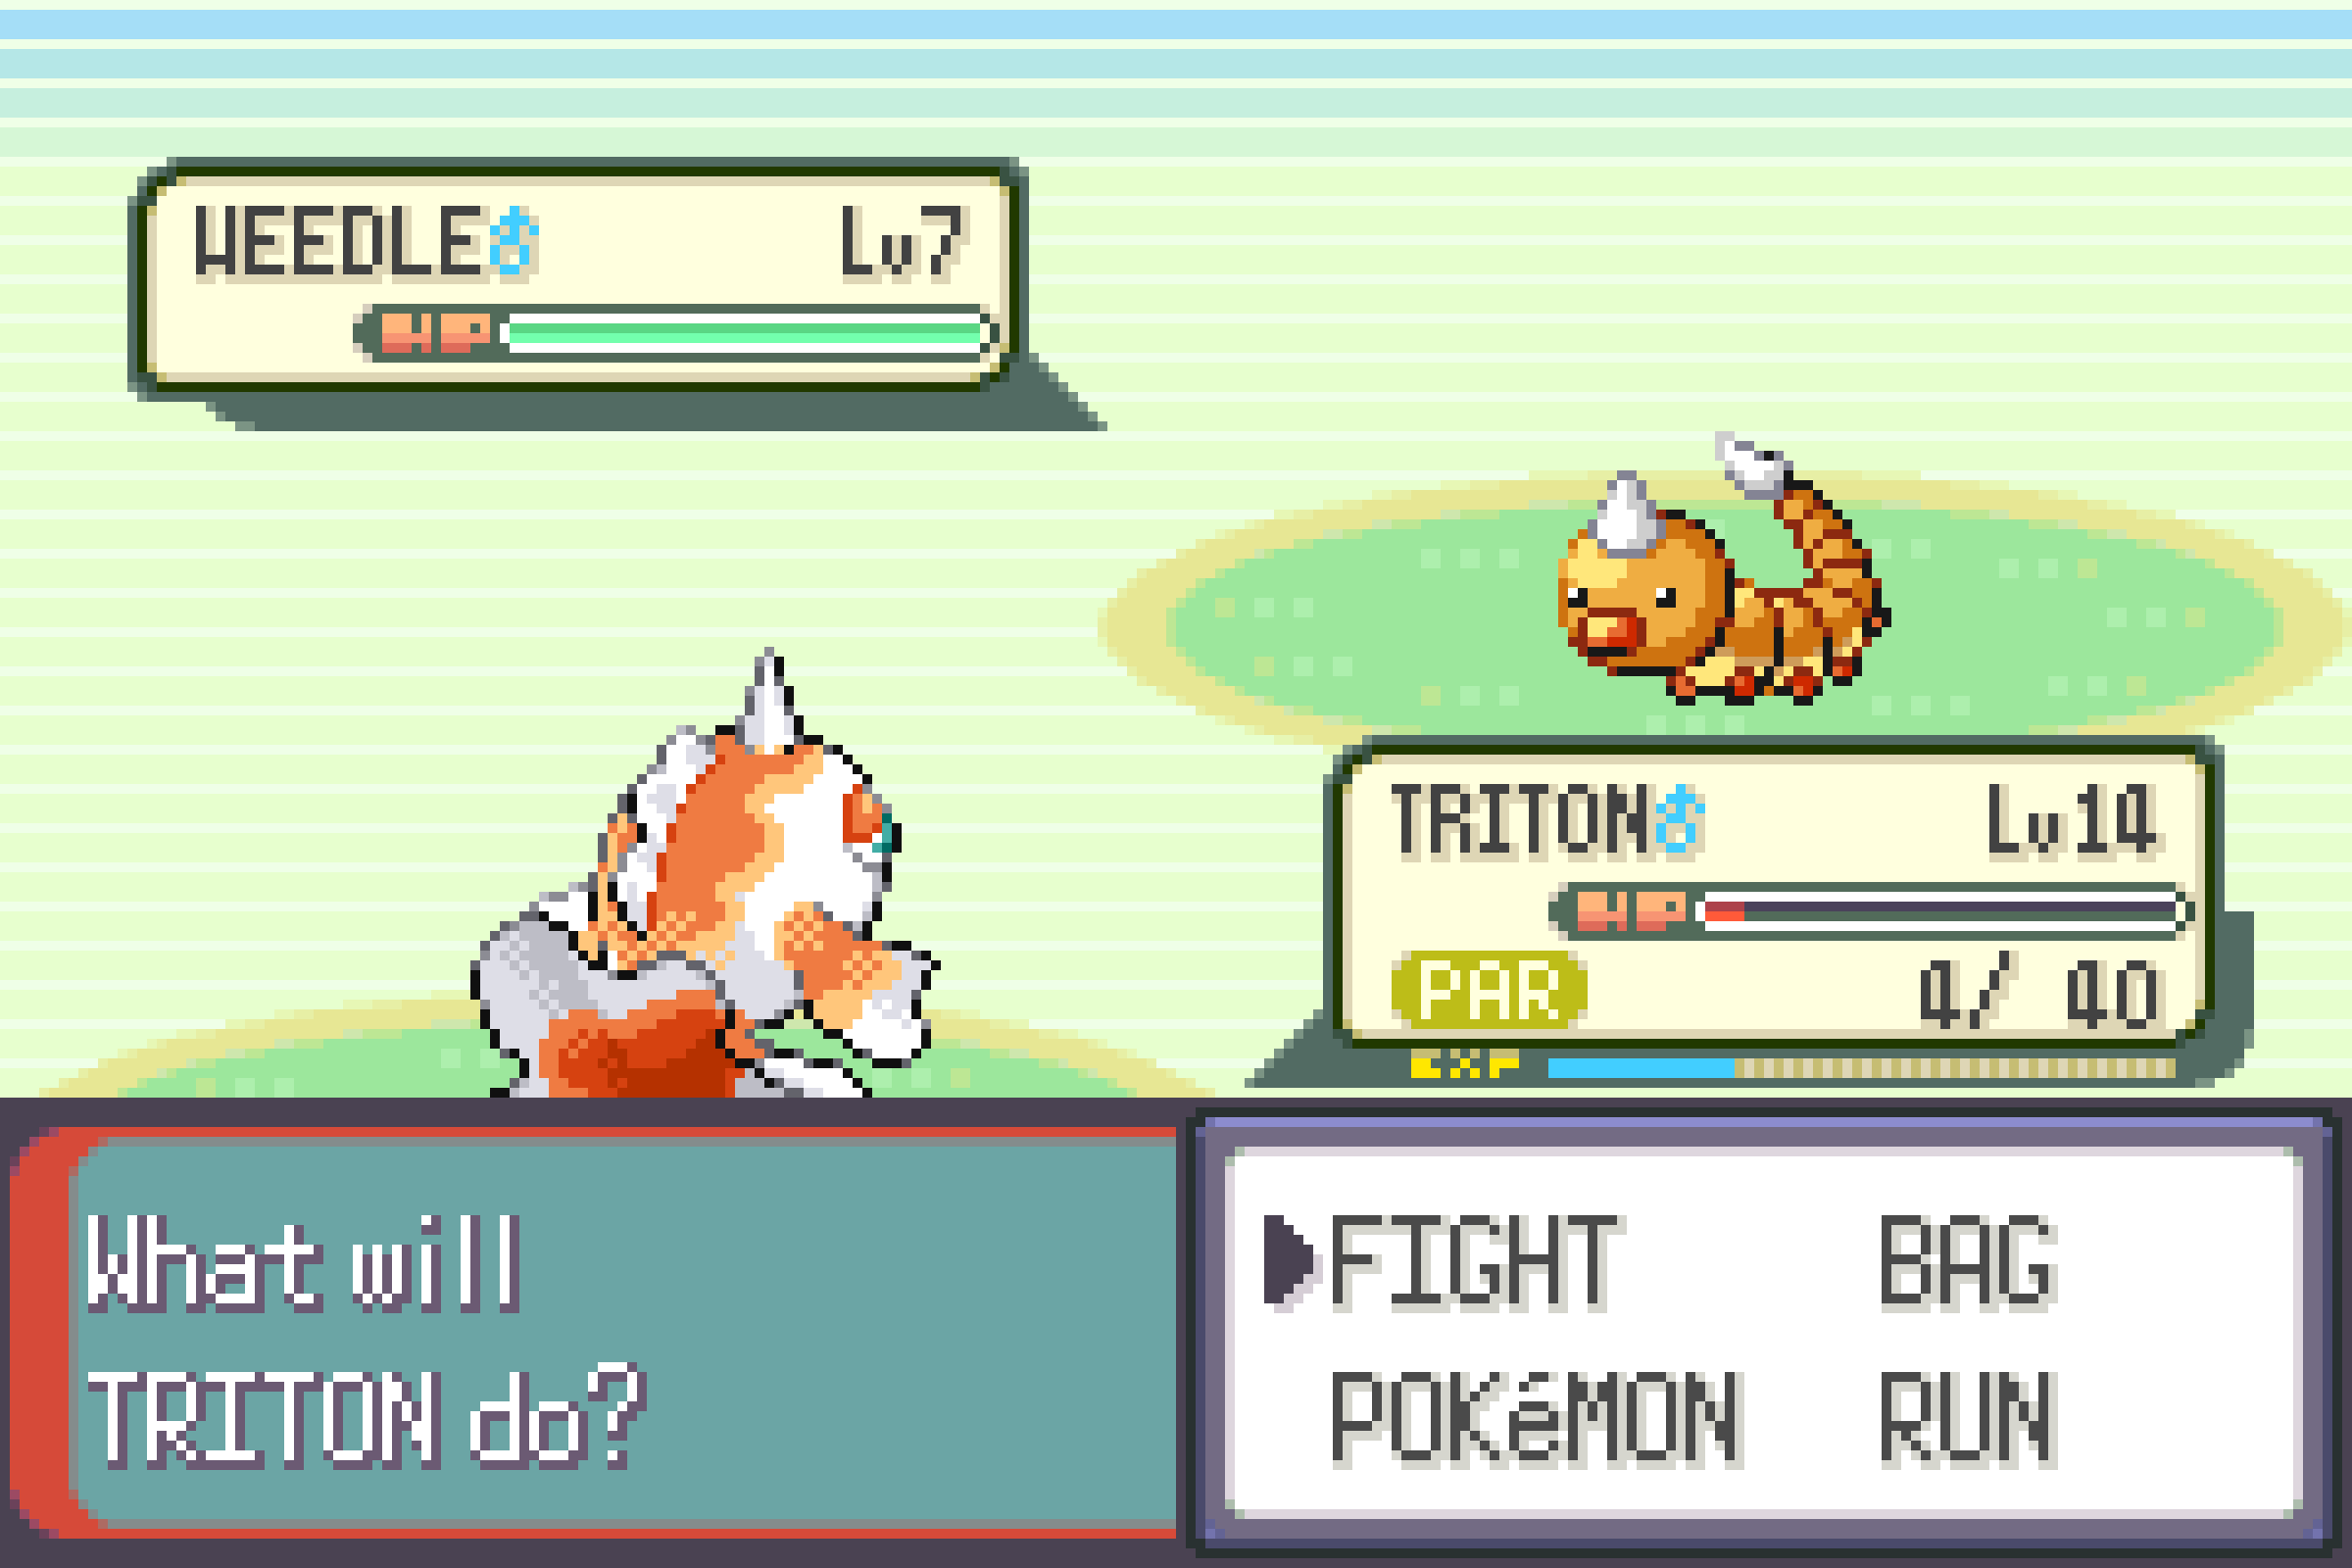 WEEDLE♂ Lv7
HP
TRITON♂ Lv14
HP
PAR 4/ 40
EXP
What will
TRITON do?
FIGHT BAG
POKéMON RUN